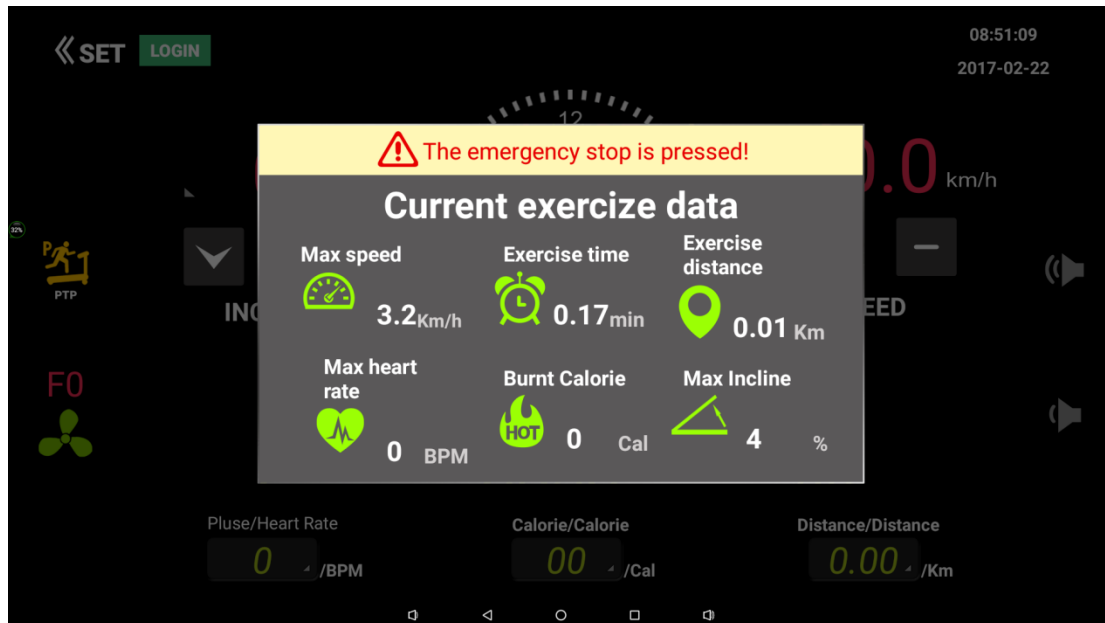 SET LOGIN
08:51:09
2017-02-22
12
The emergency stop is pressed!
.0 km/h
Current exercize data
Max speed
3.2Km/h
Exercise time
0.17min
Exercise
distance
0.01 Km
32%
P
PTP
INC
EED
Max heart
rate
0 BPM
Burnt Calorie
HOT
0 Cal
Max Incline
4 %
F0
Pluse/Heart Rate
0 /BPM
Calorie/Calorie
00 /Cal
Distance/Distance
0.00 /Km